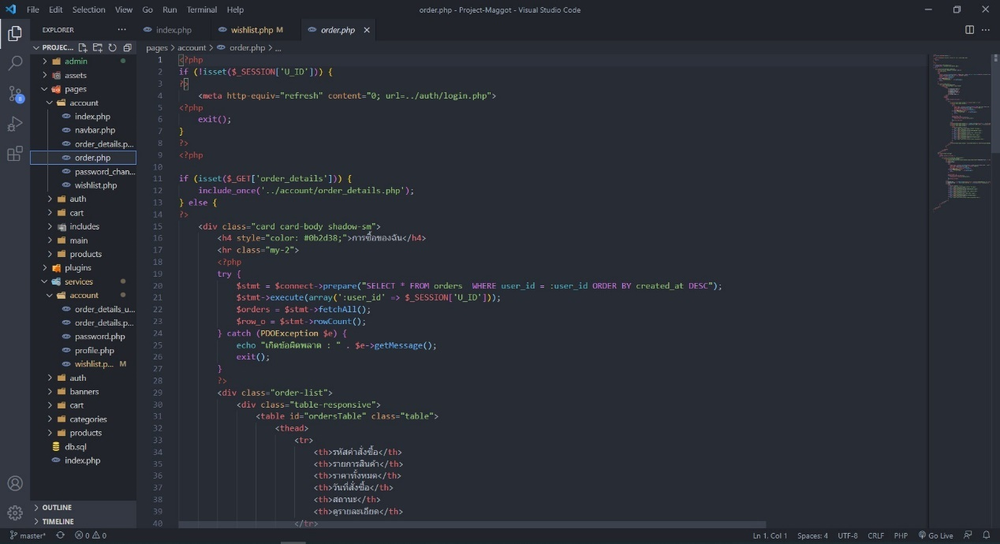 File Edit Selection View Go Run Terminal Help
order.php - Project-Maggot - Visual Studio Code
EXPLORER ...
index.php
wishlist.php M
order.php
PROJEC...
pages > account > order.php > ...
admin
assets
pages
account
index.php
navbar.php
order_details.p...
order.php
password_chan...
wishlist.php
auth
cart
includes
main
products
plugins
services
account
order_details_u...
order_details.p...
password.php
profile.php
wishlist.p... M
auth
banners
cart
categories
products
db.sql
index.php
OUTLINE
TIMELINE
8
1 <?php
2 if (!isset($_SESSION['U_ID'])) {
3 ?>
4 <meta http-equiv="refresh" content="0; url=../auth/login.php">
5 <?php
6 exit();
7 }
8 ?>
9 <?php
10
11 if (isset($_GET['order_details'])) {
12 include_once('../account/order_details.php');
13 } else {
14 ?>
15 <div class="card card-body shadow-sm">
16 <h4 style="color: #0b2d38;">การซื้อของฉัน</h4>
17 <hr class="my-2">
18 <?php
19 try {
20 $stmt = $connect->prepare("SELECT * FROM orders  WHERE user_id = :user_id ORDER BY created_at DESC");
21 $stmt->execute(array(':user_id' => $_SESSION['U_ID']));
22 $orders = $stmt->fetchAll();
23 $row_o = $stmt->rowCount();
24 } catch (PDOException $e) {
25 echo "เกิดข้อผิดพลาด : " . $e->getMessage();
26 exit();
27 }
28 ?>
29 <div class="order-list">
30 <div class="table-responsive">
31 <table id="ordersTable" class="table">
32 <thead>
33 <tr>
34 <th>รหัสคำสั่งซื้อ</th>
35 <th>รายการสินค้า</th>
36 <th>ราคาทั้งหมด</th>
37 <th>วันที่สั่งซื้อ</th>
38 <th>สถานะ</th>
39 <th>ดูรายละเอียด</th>
40 </tr>
master* 0 0
Ln 1, Col 1 Spaces: 4 UTF-8 CRLF PHP Go Live